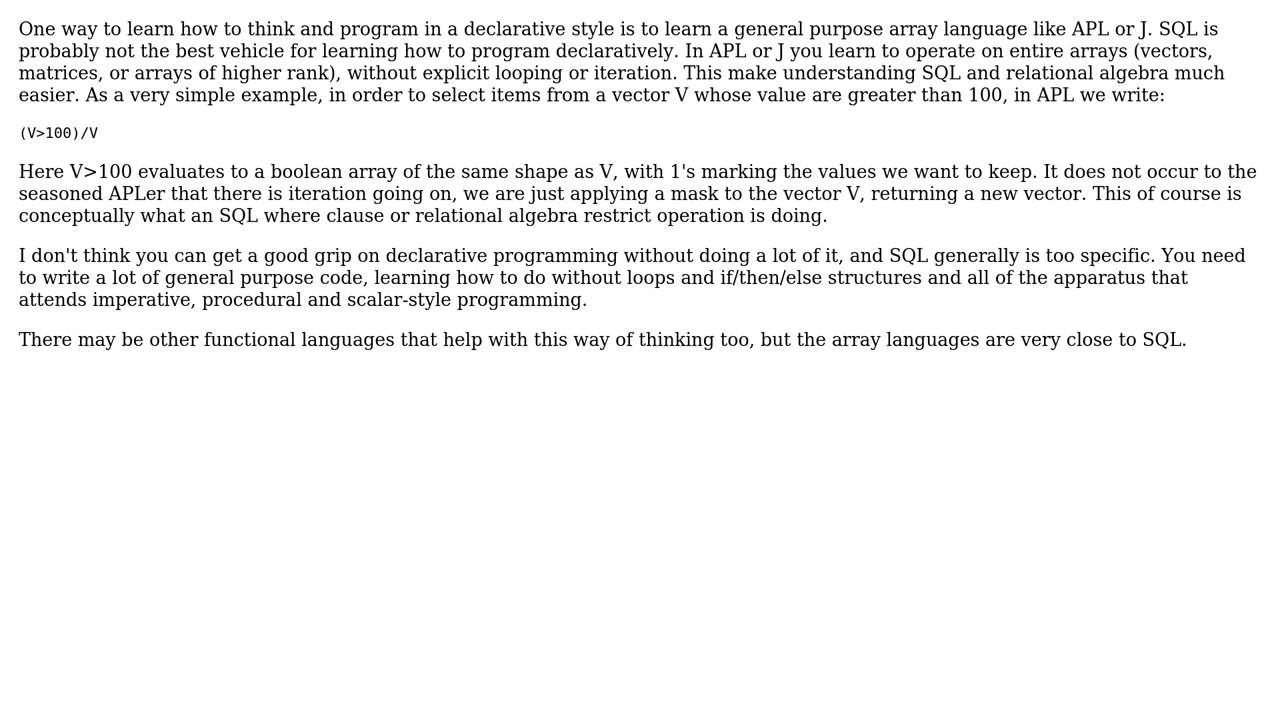 One way to learn how to think and program in a declarative style is to learn a general purpose array language like APL or J. SQL is
probably not the best vehicle for learning how to program declaratively. In APL or J you learn to operate on entire arrays (vectors,
matrices, or arrays of higher rank), without explicit looping or iteration. This make understanding SQL and relational algebra much
easier. As a very simple example, in order to select items from a vector V whose value are greater than 100, in APL we write:
(V>100)/V
Here V>100 evaluates to a boolean array of the same shape as V, with 1's marking the values we want to keep. It does not occur to the
seasoned APLer that there is iteration going on, we are just applying a mask to the vector V, returning a new vector. This of course is
conceptually what an SQL where clause or relational algebra restrict operation is doing.
I don't think you can get a good grip on declarative programming without doing a lot of it, and SQL generally is too specific. You need
to write a lot of general purpose code, learning how to do without loops and if/then/else structures and all of the apparatus that
attends imperative, procedural and scalar-style programming.
There may be other functional languages that help with this way of thinking too, but the array languages are very close to SQL.